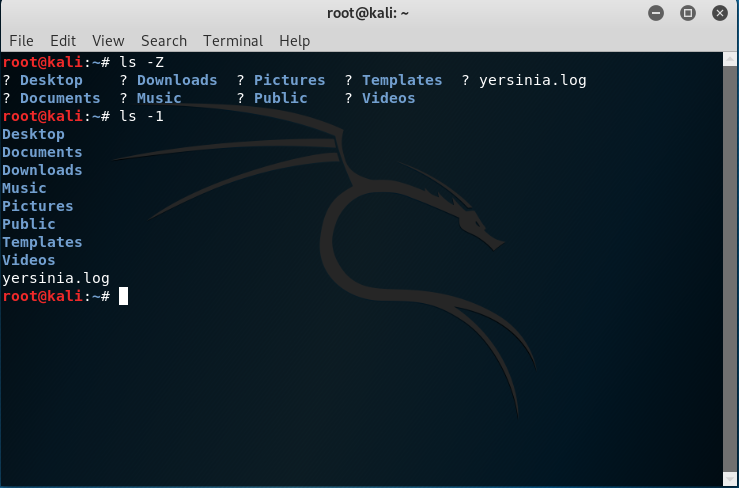 root@kali: ~
File Edit View Search Terminal Help
root@kali:~# ls -Z
? Desktop ? Downloads ? Pictures ? Templates ? yersinia.log
? Documents ? Music ? Public ? Videos
root@kali:~# ls -1
Desktop
Documents
Downloads
Music
Pictures
Public
Templates
Videos
yersinia.log
root@kali:~#